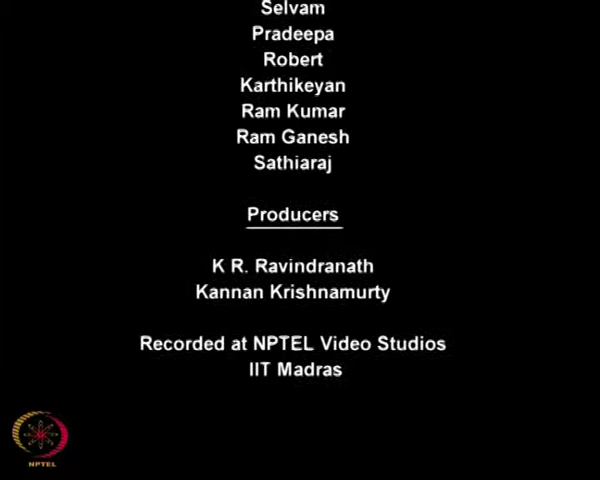 Selvam
Pradeepa
Robert
Karthikeyan
Ram Kumar
Ram Ganesh
Sathiaraj
Producers
K R. Ravindranath
Kannan Krishnamurty
Recorded at NPTEL Video Studios
IIT Madras
NPTEL